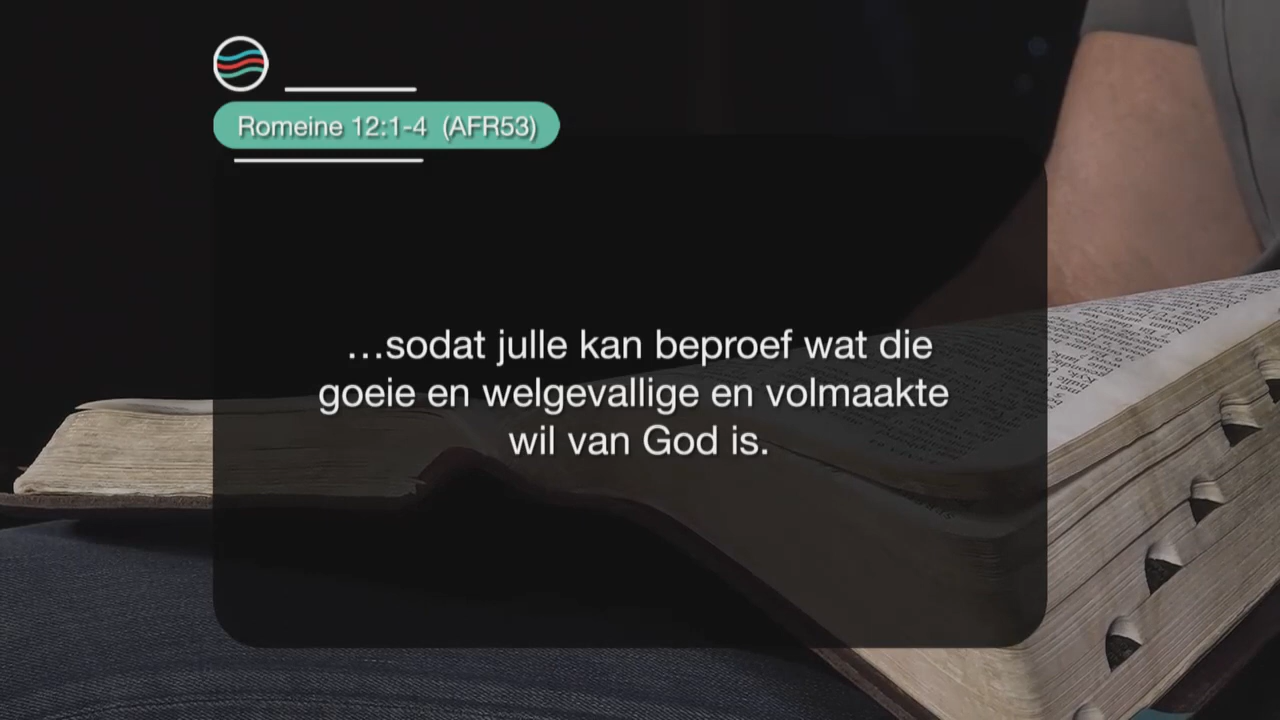 Romeine 12:1-4 (AFR53)
…sodat julle kan beproef wat die
goeie en welgevallige en volmaakte
wil van God is.